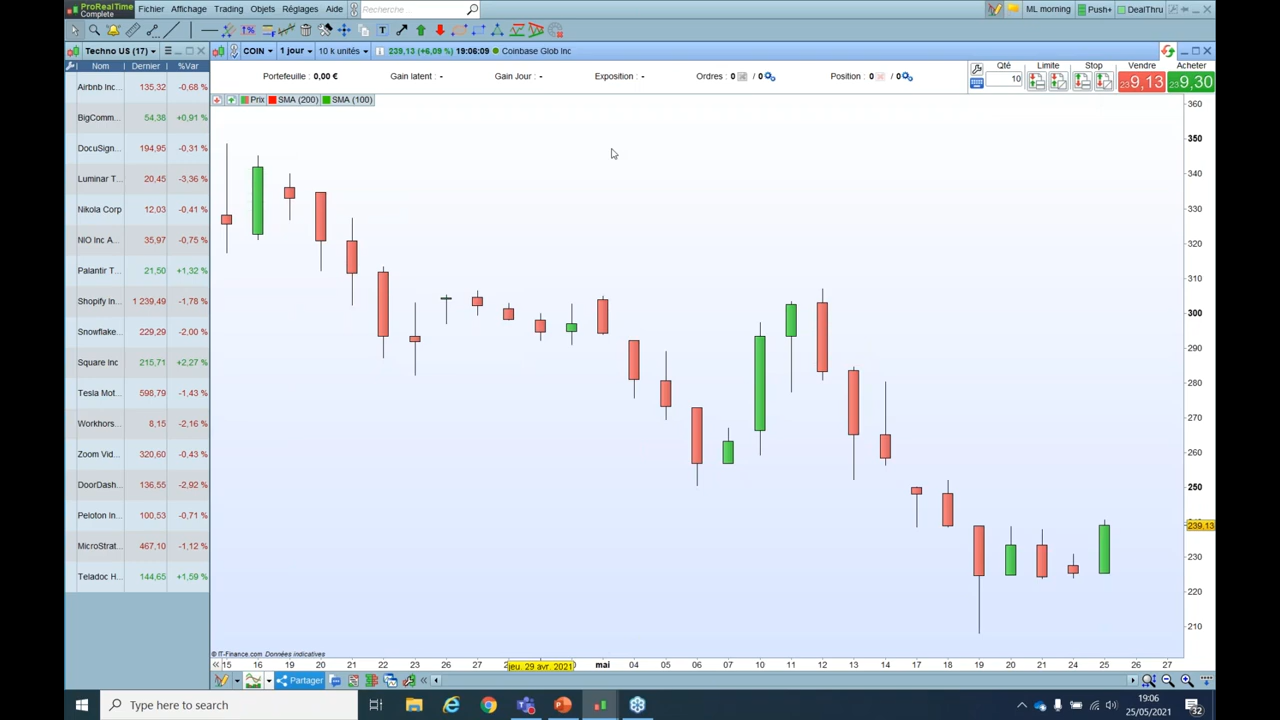 ProRealTime Complete Fichier Affichage Trading Objets Réglages Aide Recherche... ML morning Push+ DealThru
Techno US (17) COIN 1 jour 10 k unités 239,13 (+6,09 %) 19:06:09 Coinbase Glob Inc
Nom Dernier %Var
Portefeuille : 0,00 € Gain latent : - Gain Jour : - Exposition : - Ordres : 0 / 0 Position : 0 / 0
Qté Limite Stop Vendre Acheter
10 239,13 239,30
Prix SMA (200) SMA (100)
Airbnb Inc... 135,32 -0,68 %
BigComm... 54,38 +0,91 %
DocuSign... 194,95 -0,31 %
Luminar T... 20,45 -3,36 %
Nikola Corp 12,03 -0,41 %
NIO Inc A... 35,97 -0,75 %
Palantir T... 21,50 +1,32 %
Shopify In... 1 239,49 -1,78 %
Snowflake... 229,29 -2,00 %
Square Inc 215,71 +2,27 %
Tesla Mot... 598,79 -1,43 %
Workhors... 8,15 -2,16 %
Zoom Vid... 320,60 -0,43 %
DoorDash... 136,55 -2,92 %
Peloton In... 100,53 -0,71 %
MicroStrat... 467,10 -1,12 %
Teladoc H... 144,65 +1,59 %
360
350
340
330
320
310
300
290
280
270
260
250
239,13
230
220
210
© IT-Finance.com Données indicatives
15 16 19 20 21 22 23 26 27 jeu. 29 avr. 2021 mai 04 05 06 07 10 11 12 13 14 17 18 19 20 21 24 25 26 27
Partager
Type here to search
19:06
25/05/2021
32